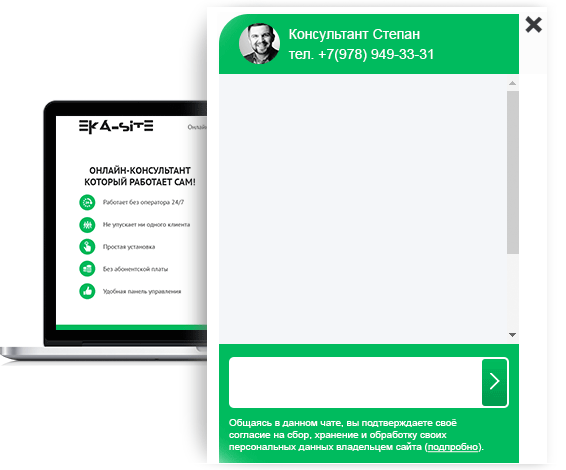 Консультант Степан
тел. +7(978) 949-33-31
EKA-SITE
Онлайн
ОНЛАЙН-КОНСУЛЬТАНТ
КОТОРЫЙ РАБОТАЕТ САМ!
Работает без оператора 24/7
Не упускает ни одного клиента
Простая установка
Без абонентской платы
Удобная панель управления
Общаясь в данном чате, вы подтверждаете своё
согласие на сбор, хранение и обработку своих
персональных данных владельцем сайта (подпробно).